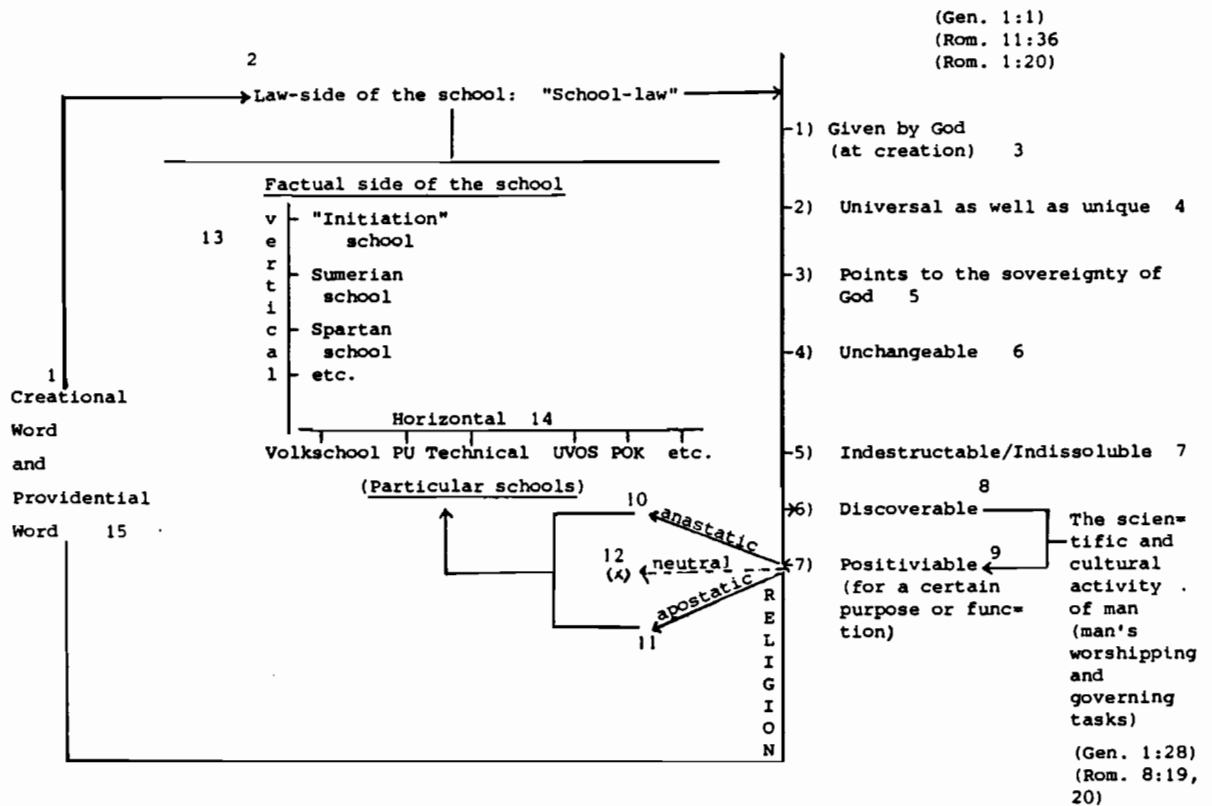 (Gen. 1:1)
(Rom. 11:36
(Rom. 1:20)
2
Law-side of the school: "School-law"
1) Given by God
(at creation) 3
Factual side of the school
vertical
13
"Initiation"
school
Sumerian
school
Spartan
school
etc.
2) Universal as well as unique 4
3) Points to the sovereignty of
God 5
4) Unchangeable 6
1
Creational
Word
and
Providential
Word 15
Horizontal 14
Volkschool PU Technical UVOS POK etc.
(Particular schools)
5) Indestructable/Indissoluble 7
8
6) Discoverable
9
7) Positiviable
(for a certain
purpose or func=
tion)
10
anastatic
12
(x) neutral
apostatic
11
RELIGION
The scien=
tific and
cultural
activity .
of man
(man's
worshipping
and
governing
tasks)
(Gen. 1:28)
(Rom. 8:19,
20)